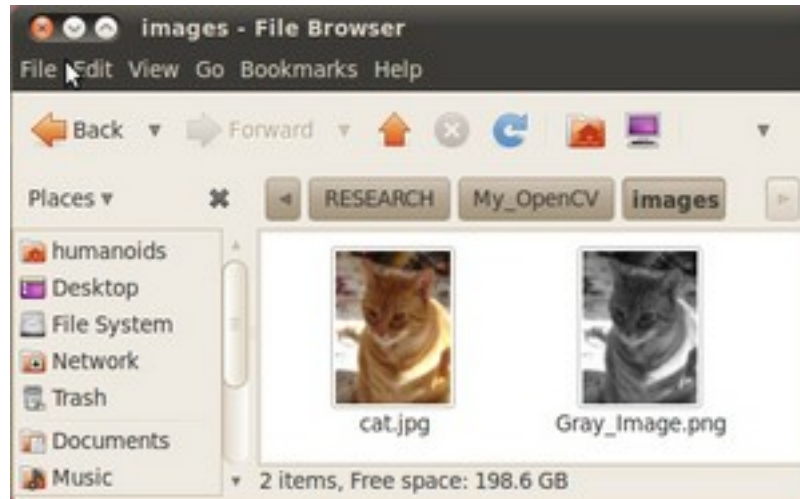 images - File Browser
File Edit View Go Bookmarks Help
Back Forward
Places RESEARCH My_OpenCV images
humanoids
Desktop
File System
Network
Trash
Documents
Music
cat.jpg Gray_Image.png
2 items, Free space: 198.6 GB